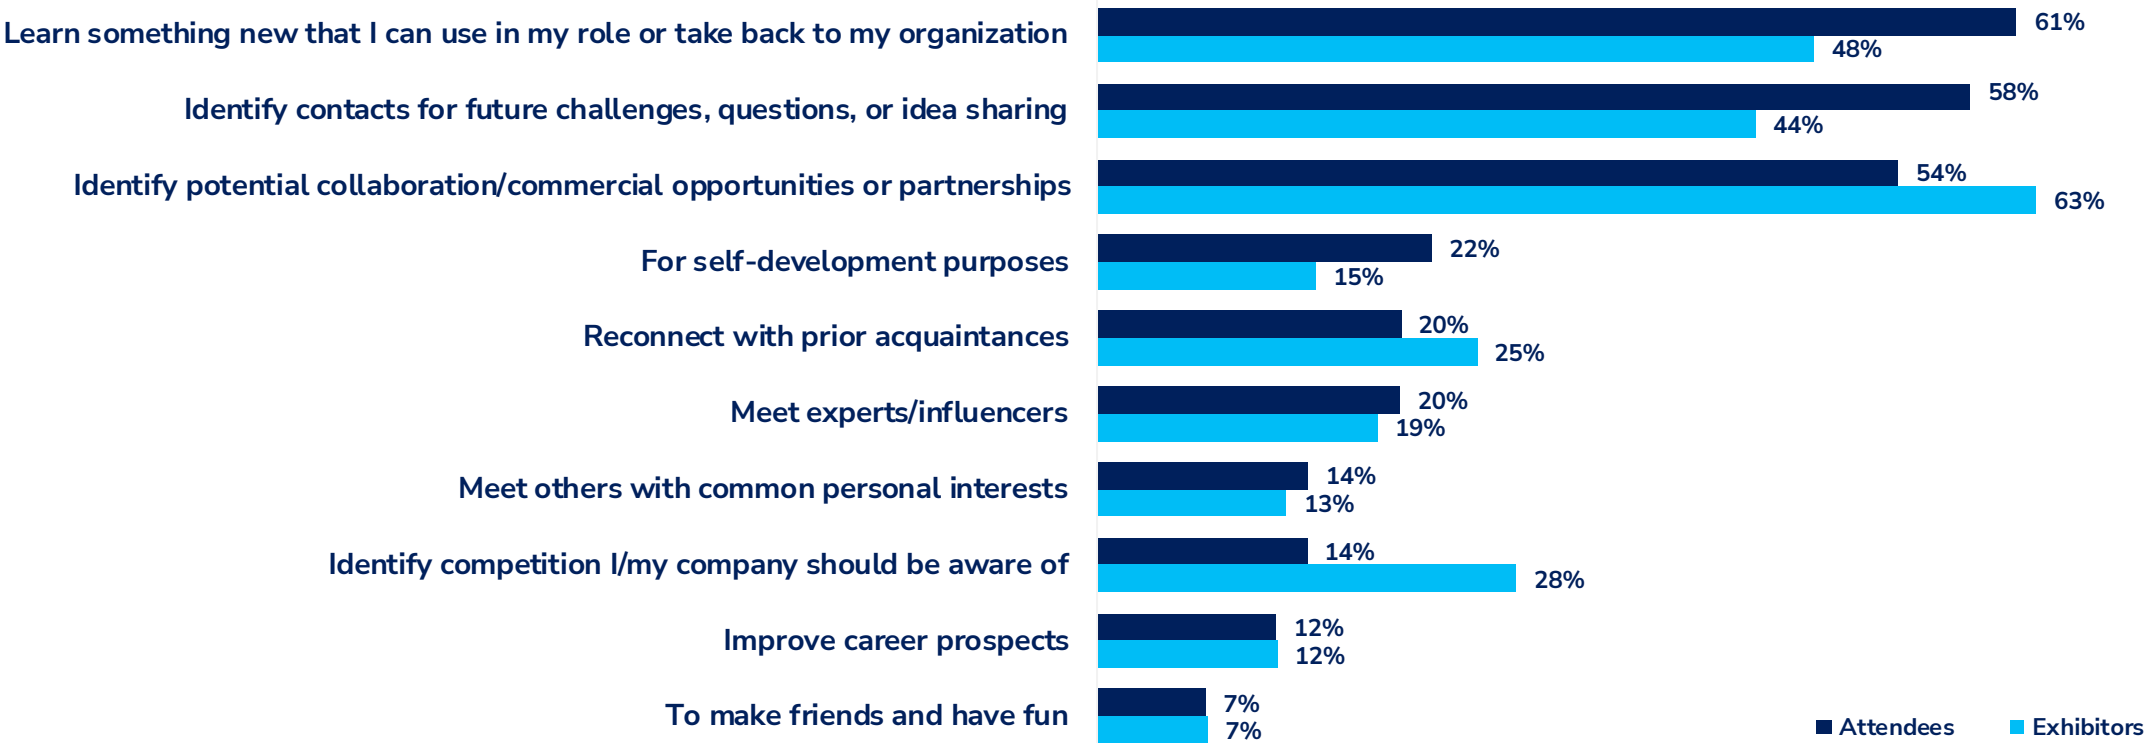 Learn something new that I can use in my role or take back to my organization
61%
48%
Identify contacts for future challenges, questions, or idea sharing
58%
44%
Identify potential collaboration/commercial opportunities or partnerships
54%
63%
For self-development purposes
22%
15%
Reconnect with prior acquaintances
20%
25%
Meet experts/influencers
20%
19%
Meet others with common personal interests
14%
13%
Identify competition I/my company should be aware of
14%
28%
Improve career prospects
12%
12%
To make friends and have fun
7%
7%
Attendees
Exhibitors